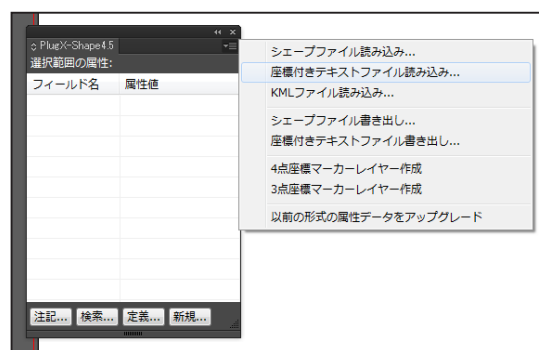 PlugX-Shape4.5
選択範囲の属性:
フィールド名 属性値
注記... 検索... 定義... 新規...
シェープファイル読み込み...
座標付きテキストファイル読み込み...
KMLファイル読み込み...
シェープファイル書き出し...
座標付きテキストファイル書き出し...
4点座標マーカーレイヤー作成
3点座標マーカーレイヤー作成
以前の形式の属性データをアップグレード